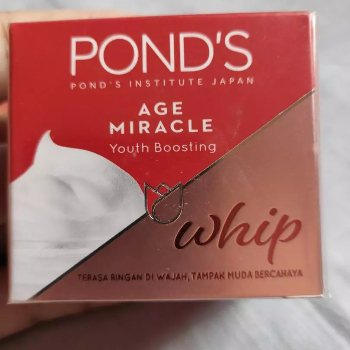 POND'S
POND'S INSTITUTE JAPAN
AGE
MIRACLE
Youth Boosting
whip
TERASA RINGAN DI WAJAH, TAMPAK MUDA BERCAHAYA